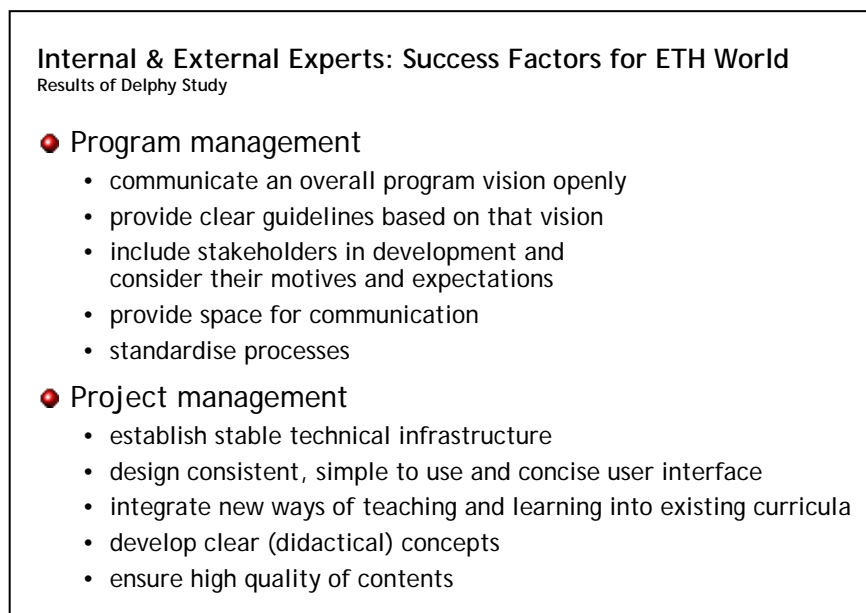 Internal & External Experts: Success Factors for ETH World
Results of Delphy Study
Program management
• communicate an overall program vision openly
• provide clear guidelines based on that vision
• include stakeholders in development and
consider their motives and expectations
• provide space for communication
• standardise processes
Project management
• establish stable technical infrastructure
• design consistent, simple to use and concise user interface
• integrate new ways of teaching and learning into existing curricula
• develop clear (didactical) concepts
• ensure high quality of contents